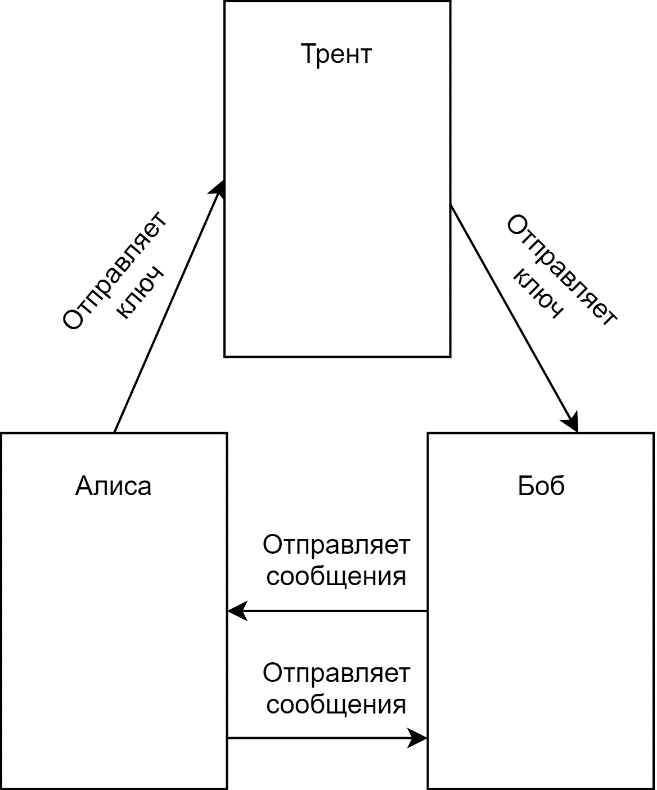 Трент
Отправляет
ключ
Отправляет
ключ
Алиса
Боб
Отправляет
сообщения
Отправляет
сообщения